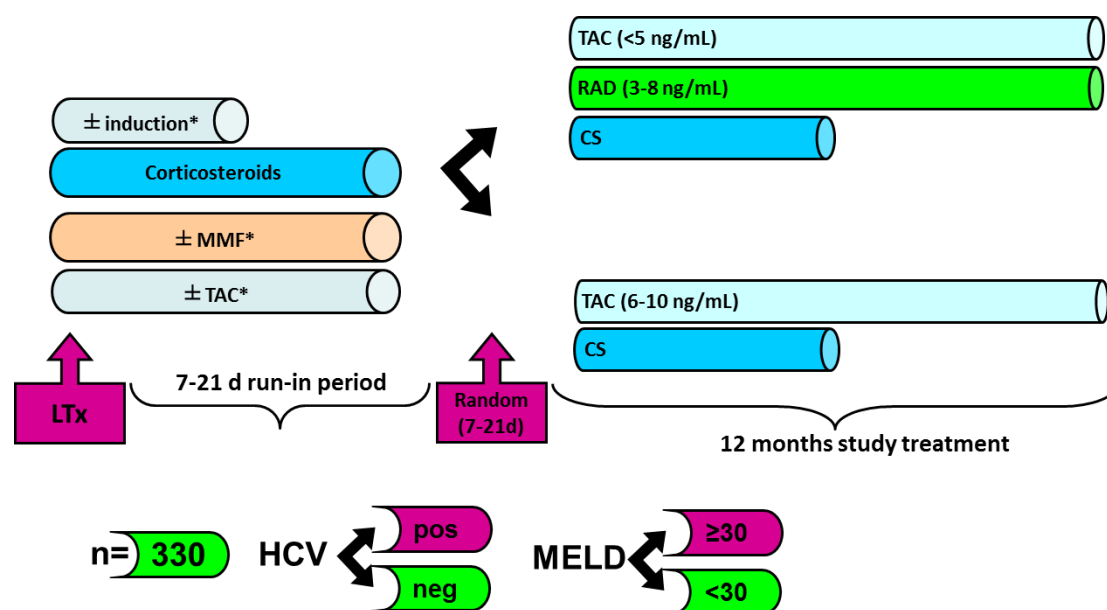 ± induction*
Corticosteroids
± MMF*
± TAC*
TAC (<5 ng/mL)
RAD (3-8 ng/mL)
CS
TAC (6-10 ng/mL)
CS
LTx
7-21 d run-in period
Random
(7-21d)
12 months study treatment
n= 330
HCV
pos
neg
MELD
≥30
<30